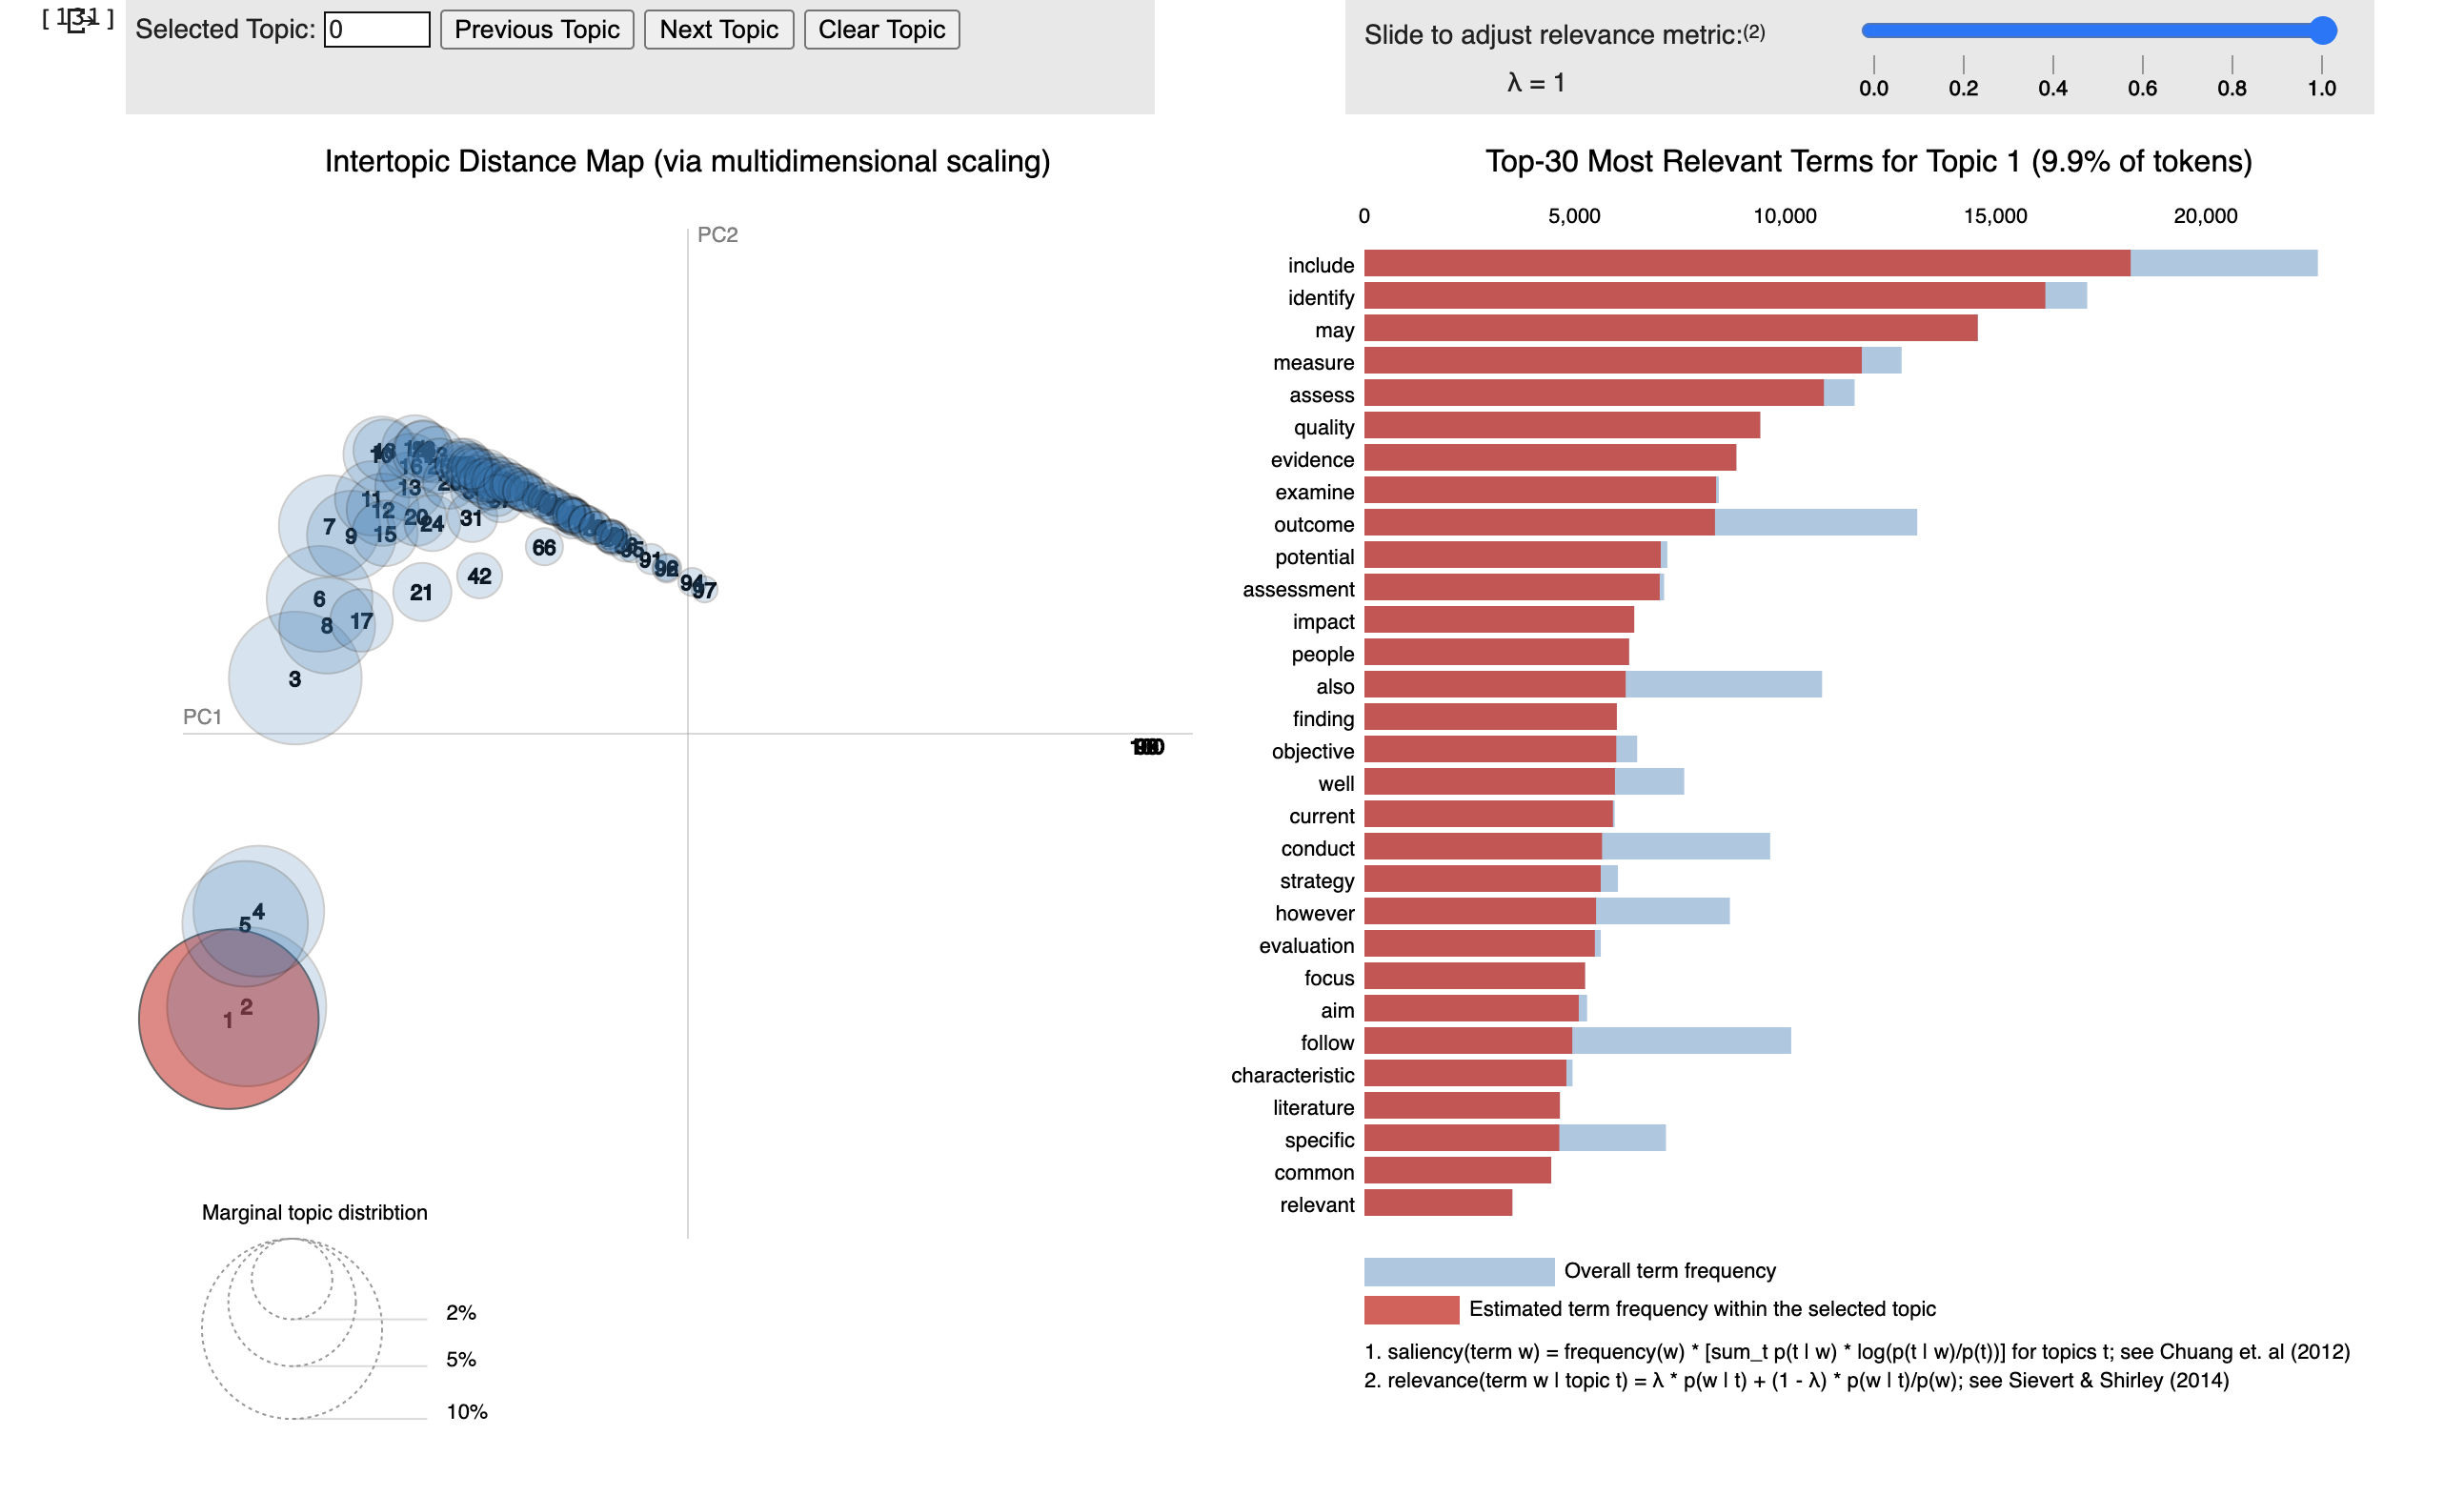 Selected Topic: 0 Previous Topic Next Topic Clear Topic
Slide to adjust relevance metric:(2)
λ = 1
0.0 0.2 0.4 0.6 0.8 1.0
Intertopic Distance Map (via multidimensional scaling)
PC2
PC1
16
11
13
12
20
24
31
7
9
15
66
91
94
97
42
21
6
8
17
3
4
5
2
1
Marginal topic distribtion
2%
5%
10%
Top-30 Most Relevant Terms for Topic 1 (9.9% of tokens)
0 5,000 10,000 15,000 20,000
include
identify
may
measure
assess
quality
evidence
examine
outcome
potential
assessment
impact
people
also
finding
objective
well
current
conduct
strategy
however
evaluation
focus
aim
follow
characteristic
literature
specific
common
relevant
Overall term frequency
Estimated term frequency within the selected topic
1. saliency(term w) = frequency(w) * [sum_t p(t | w) * log(p(t | w)/p(t))] for topics t; see Chuang et. al (2012)
2. relevance(term w | topic t) = λ * p(w | t) + (1 - λ) * p(w | t)/p(w); see Sievert & Shirley (2014)